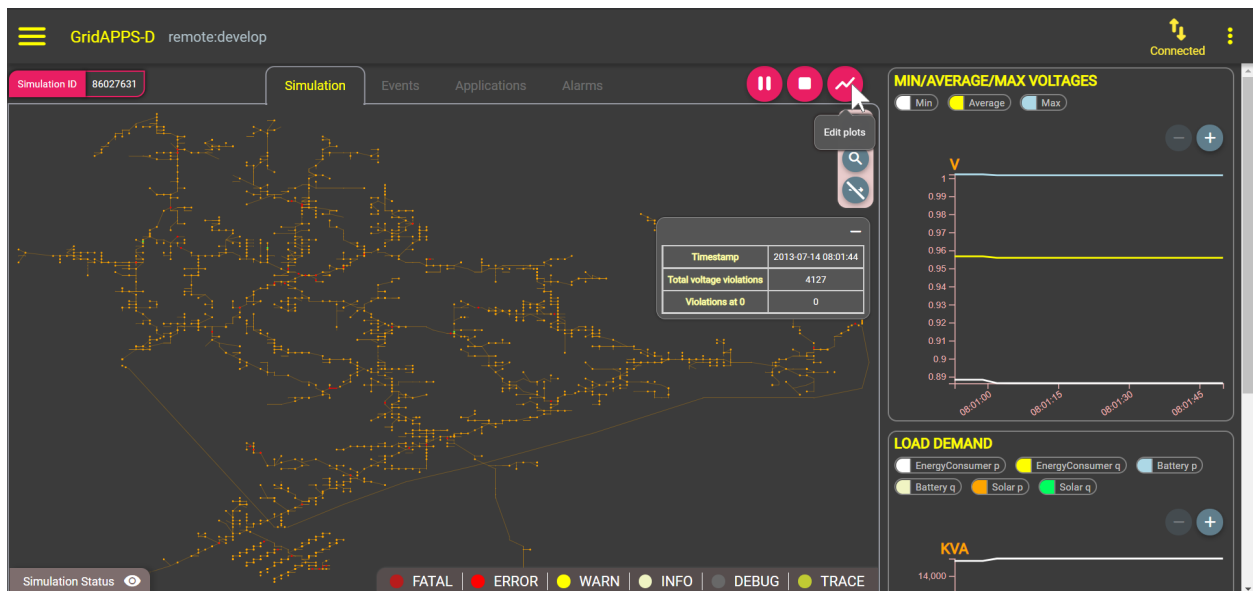 GridAPPS-D remote:develop
Connected
Simulation ID 86027631
Simulation Events Applications Alarms
Edit plots
Timestamp 2013-07-14 08:01:44
Total voltage violations 4127
Violations at 0 0
Simulation Status
FATAL ERROR WARN INFO DEBUG TRACE
MIN/AVERAGE/MAX VOLTAGES
Min Average Max
V
1
0.99
0.98
0.97
0.96
0.95
0.94
0.93
0.92
0.91
0.9
0.89
08:01:00 08:01:15 08:01:30 08:01:45
LOAD DEMAND
EnergyConsumer p EnergyConsumer q Battery p
Battery q Solar p Solar q
KVA
14,000